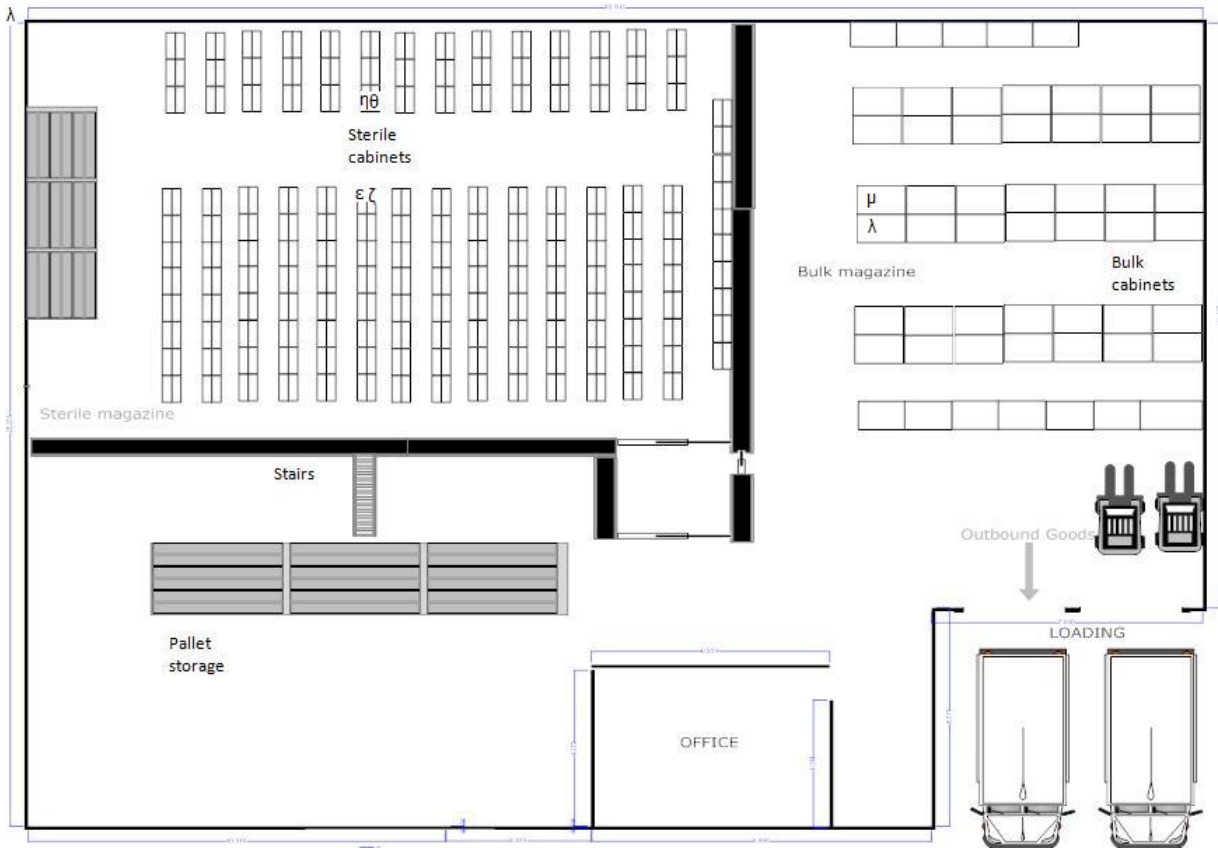 λ
ηθ
Sterile
cabinets
ε ζ
μ
λ
Bulk magazine
Bulk
cabinets
Sterile magazine
Stairs
Outbound Goods
LOADING
Pallet
storage
OFFICE